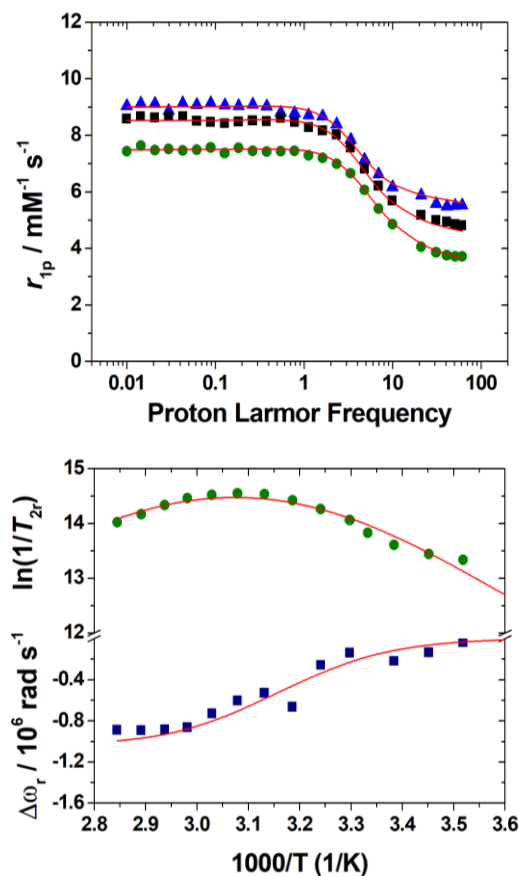 12
10
8
6
4
2
0
r1p / mM-1 s-1
0.01 0.1 1 10 100
Proton Larmor Frequency
15
14
13
12
ln(1/T2r)
-0.4
-0.8
-1.2
-1.6
Δωr / 10^6 rad s-1
2.8 2.9 3.0 3.1 3.2 3.3 3.4 3.5 3.6
1000/T (1/K)